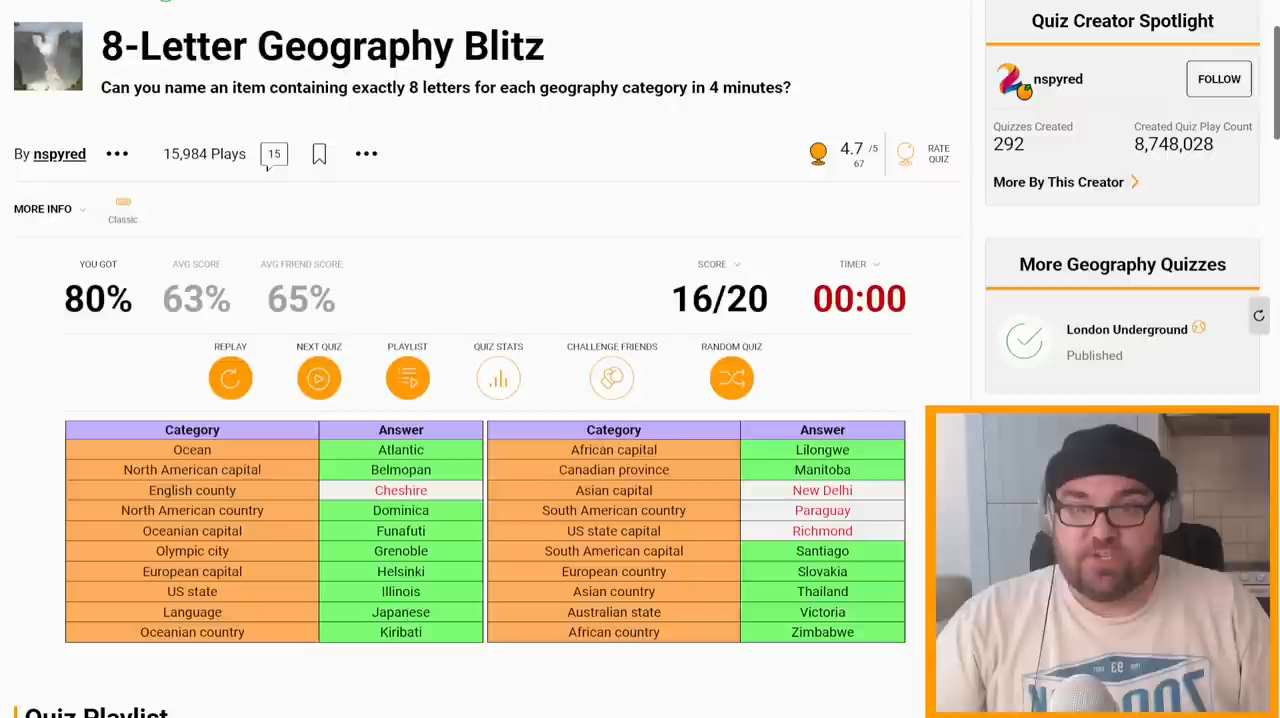 8-Letter Geography Blitz
Can you name an item containing exactly 8 letters for each geography category in 4 minutes?
By nspyred ••• 15,984 Plays 15 •••
4.7 /5
67
RATE
QUIZ
MORE INFO
Classic
YOU GOT AVG SCORE AVG FRIEND SCORE SCORE TIMER
80% 63% 65% 16/20 00:00
REPLAY NEXT QUIZ PLAYLIST QUIZ STATS CHALLENGE FRIENDS RANDOM QUIZ
Category Answer Category Answer
Ocean Atlantic African capital Lilongwe
North American capital Belmopan Canadian province Manitoba
English county Cheshire Asian capital New Delhi
North American country Dominica South American country Paraguay
Oceanian capital Funafuti US state capital Richmond
Olympic city Grenoble South American capital Santiago
European capital Helsinki European country Slovakia
US state Illinois Asian country Thailand
Language Japanese Australian state Victoria
Oceanian country Kiribati African country Zimbabwe
Quiz Playlist
Quiz Creator Spotlight
nspyred
FOLLOW
Quizzes Created Created Quiz Play Count
292 8,748,028
More By This Creator
More Geography Quizzes
London Underground
Published